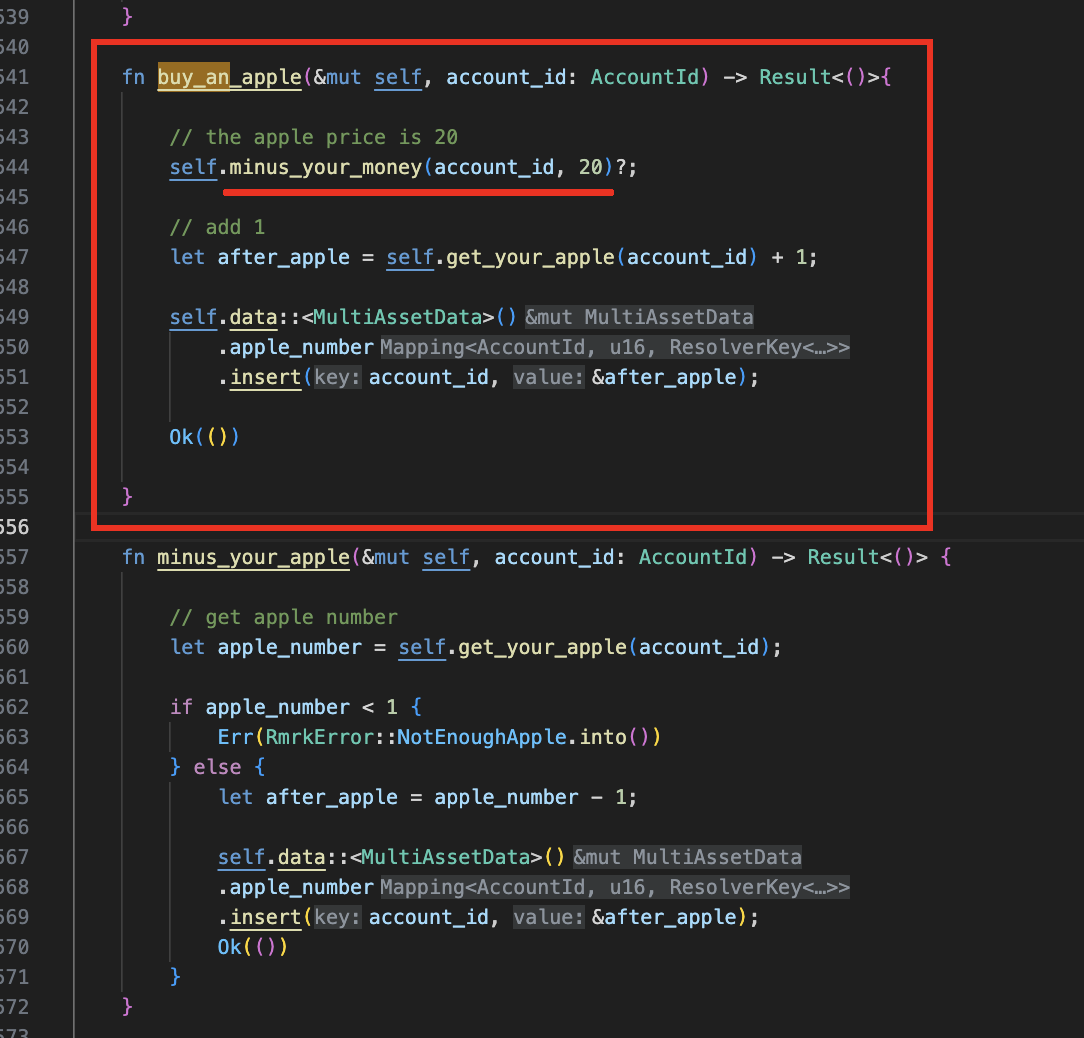 539 }
540
541 fn buy_an_apple(&mut self, account_id: AccountId) -> Result<()>{
542
543 // the apple price is 20
544 self.minus_your_money(account_id, 20)?;
545
546 // add 1
547 let after_apple = self.get_your_apple(account_id) + 1;
548
549 self.data::<MultiAssetData>() &mut MultiAssetData
550 .apple_number Mapping<AccountId, u16, ResolverKey<…>>
551 .insert(key: account_id, value: &after_apple);
552
553 Ok(())
554
555 }
556
557 fn minus_your_apple(&mut self, account_id: AccountId) -> Result<()> {
558
559 // get apple number
560 let apple_number = self.get_your_apple(account_id);
561
562 if apple_number < 1 {
563 Err(RmrkError::NotEnoughApple.into())
564 } else {
565 let after_apple = apple_number - 1;
566
567 self.data::<MultiAssetData>() &mut MultiAssetData
568 .apple_number Mapping<AccountId, u16, ResolverKey<…>>
569 .insert(key: account_id, value: &after_apple);
570 Ok(())
571 }
572 }
573